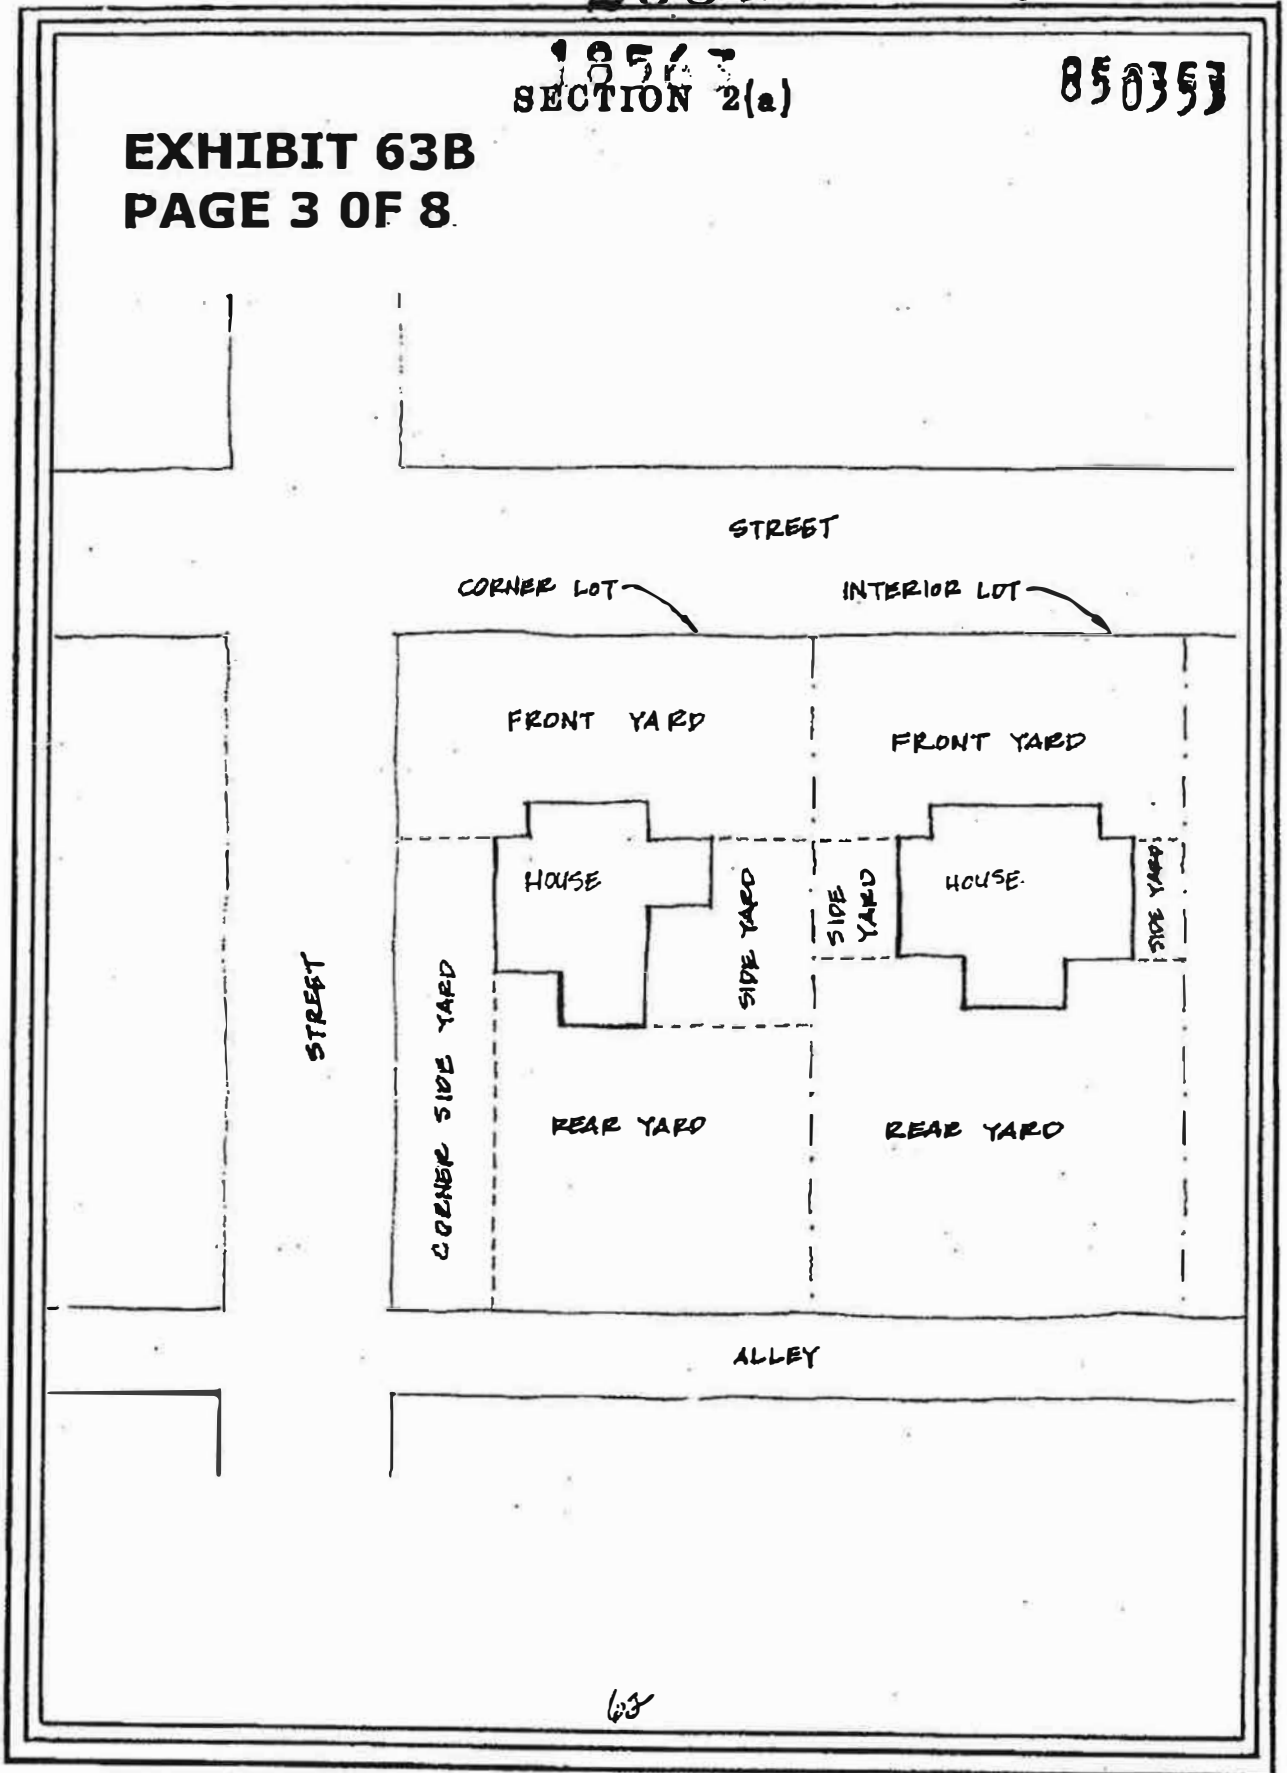 SECTION 2(a)
EXHIBIT 63B
PAGE 3 0F 8
STREET
CORNER LOT
INTERIOR LOT
FRONT YARD
FRONT YARD
HOUSE
SIDE YARD
SIDE
YARD
HOUSE
SIDE YARD
STREET
CORNER SIDE YARD
REAR YARD
REAR YARD
ALLEY